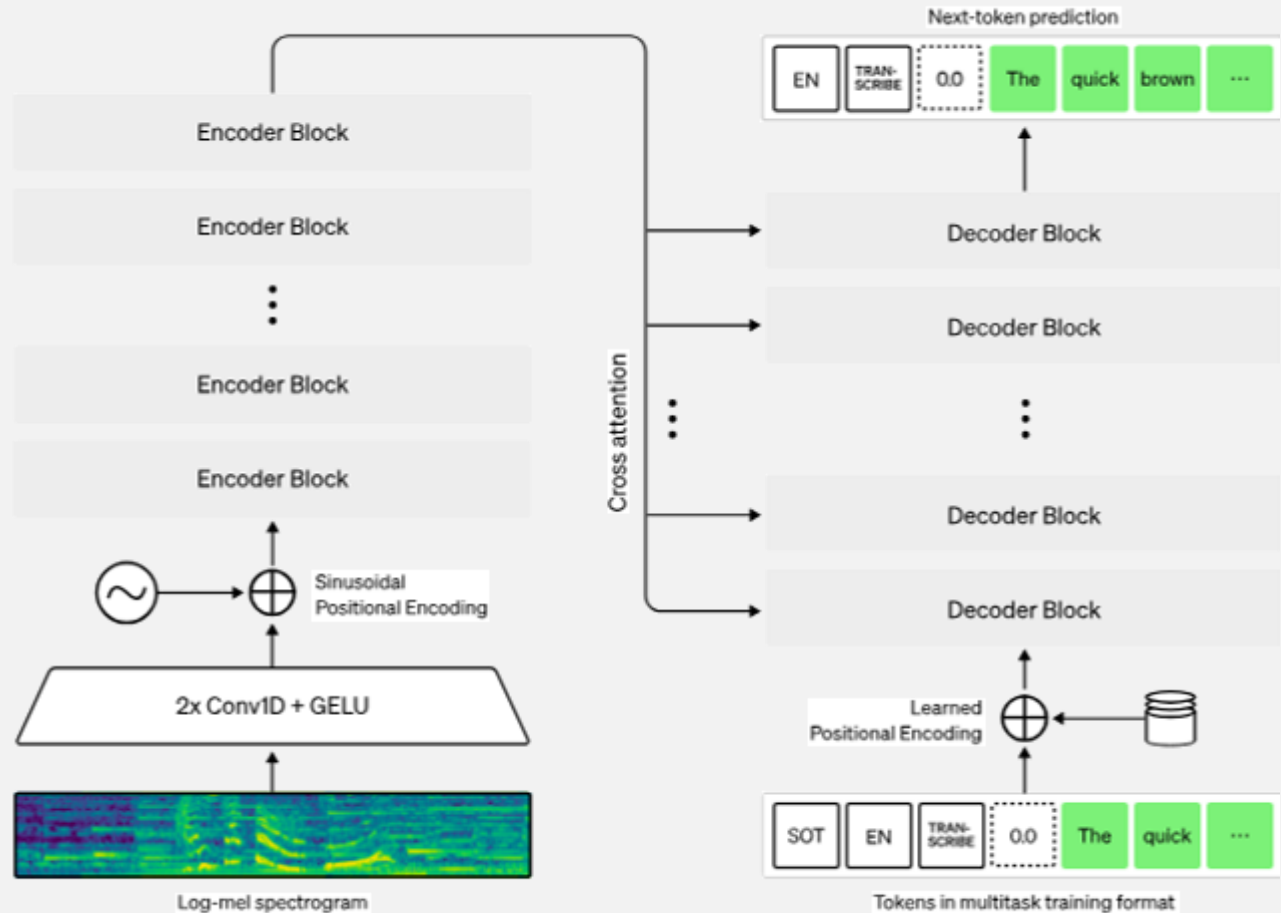 Next-token prediction
EN TRAN-SCRIBE 0.0 The quick brown ...
Encoder Block
Encoder Block
Encoder Block
Encoder Block
Sinusoidal
Positional Encoding
2x Conv1D + GELU
Log-mel spectrogram
Cross attention
Decoder Block
Decoder Block
Decoder Block
Decoder Block
Learned
Positional Encoding
SOT EN TRAN-SCRIBE 0.0 The quick ...
Tokens in multitask training format